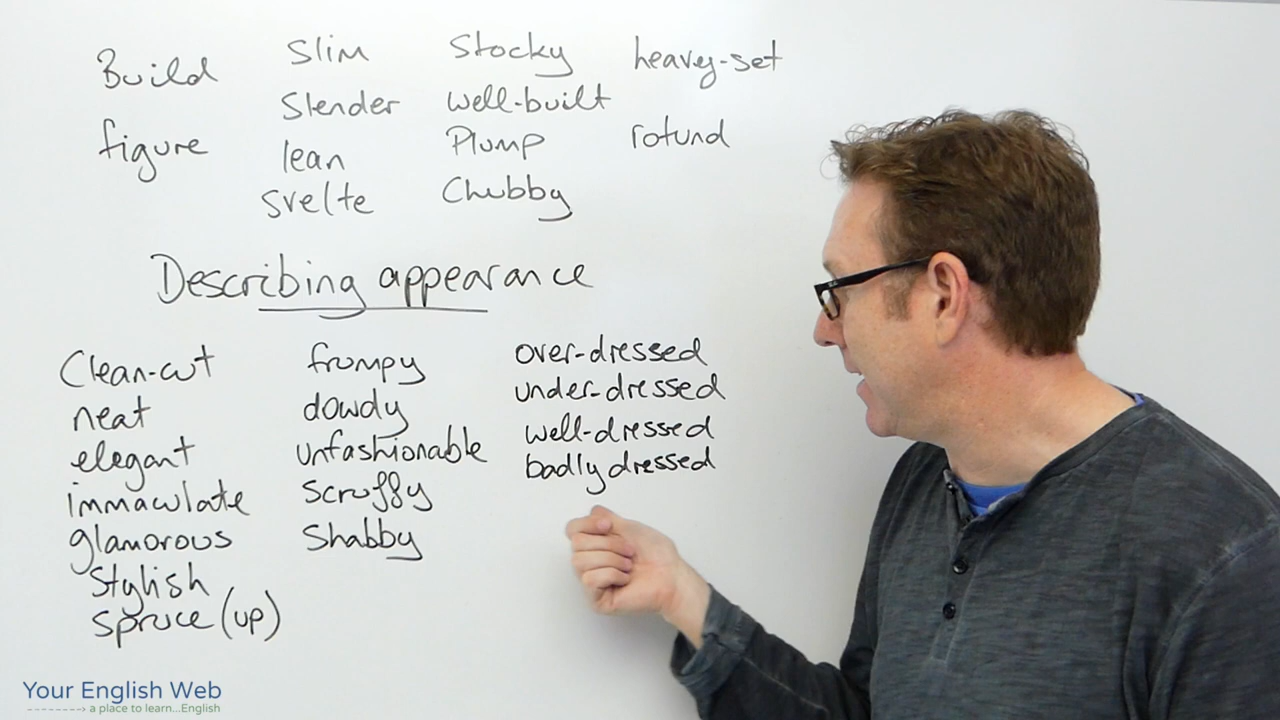 Build slim Stocky heavey-set
Slender well-built
figure lean Plump rotund
svelte Chubby
Describing appearance
Clean-cut frumpy over-dressed
neat dowdy under-dressed
elegant unfashionable well-dressed
immaculate scruffy badly dressed
glamorous Shabby
Stylish
spruce (up)
Your English Web
a place to learn...English